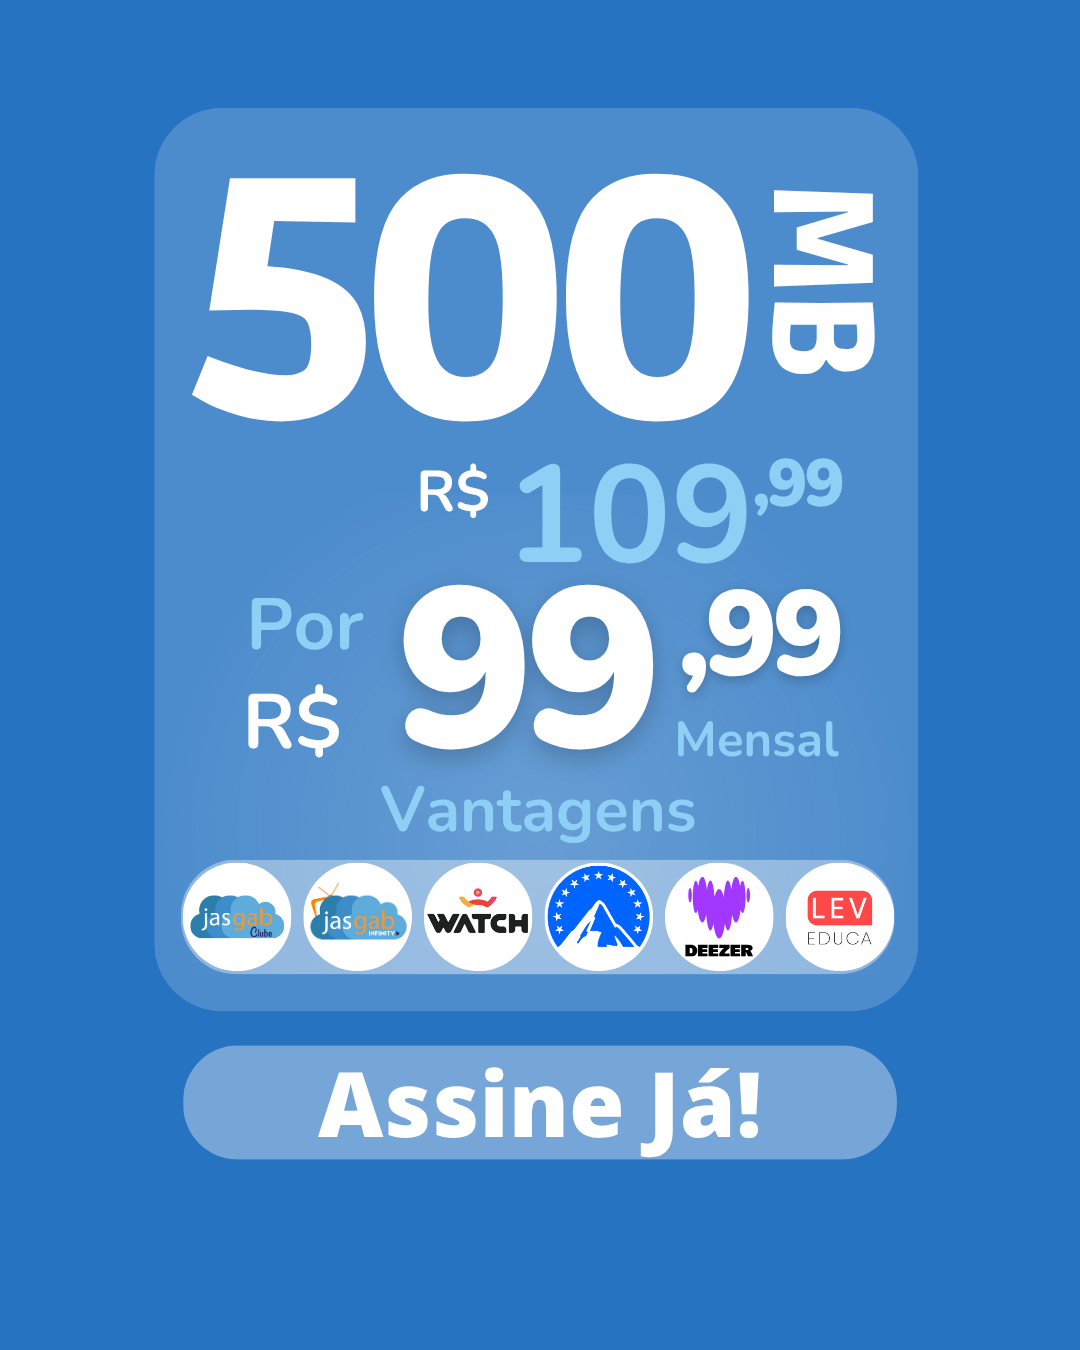 500 MB
R$ 109,99
Por
R$ 99,99
Mensal
Vantagens
jasgab Clube
jasgab INFINITY
WATCH
DEEZER
LEV
EDUCA
Assine Já!